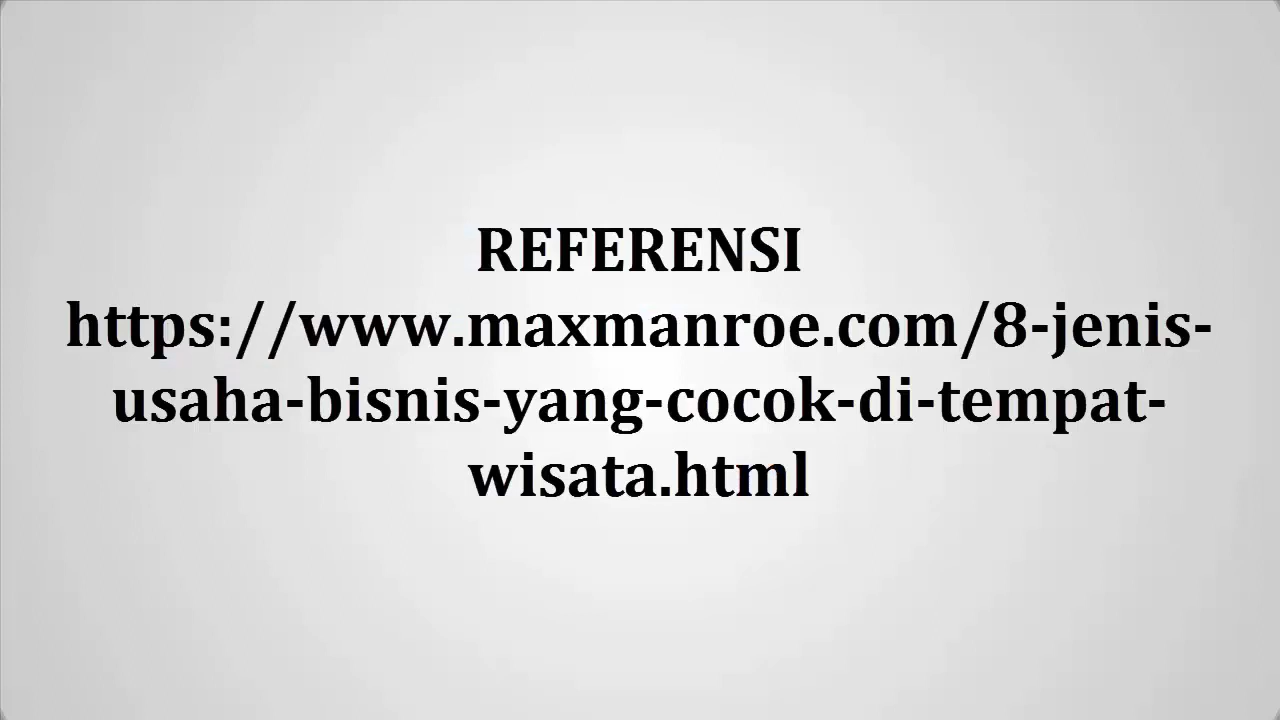 REFERENSI
https://www.maxmanroe.com/8-jenis-
usaha-bisnis-yang-cocok-di-tempat-
wisata.html